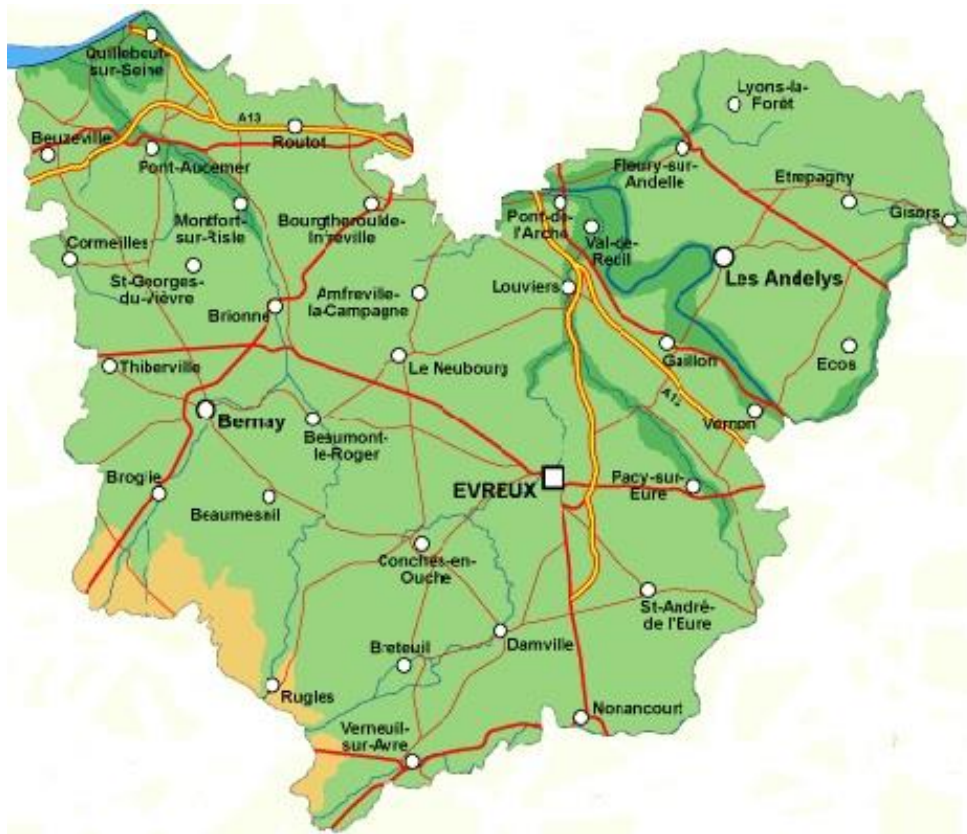 Quillebeuf-
sur-Seine
Lyons-la-
Forêt
A13
Routot
Beuzeville
Pont-Audemer
Fleury-sur-
Andelle
Etrepagny
Gisors
Montfort-
sur-Risle
Bourgtheroulde-
Infreville
Pont-de-
l'Arche
Val-de-
Reuil
Cormeilles
St-Georges-
du-Vièvre
Amfreville-
la-Campagne
Louviers
Les Andelys
Brionne
Thiberville
Le Neubourg
Gaillon
Ecos
A13
Vernon
Bernay
Beaumont-
le-Roger
Broglie
Beaumesnil
EVREUX
Pacy-sur-
Eure
Conches-en-
Ouche
St-André-
de l'Eure
Breteuil
Damville
Rugles
Nonancourt
Verneuil-
sur-Avre